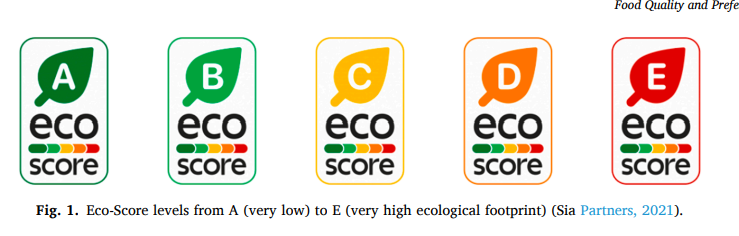 Food Quality and Prefe
A B C D E
eco eco eco eco eco
score score score score score
Fig. 1. Eco-Score levels from A (very low) to E (very high ecological footprint) (Sia Partners, 2021).